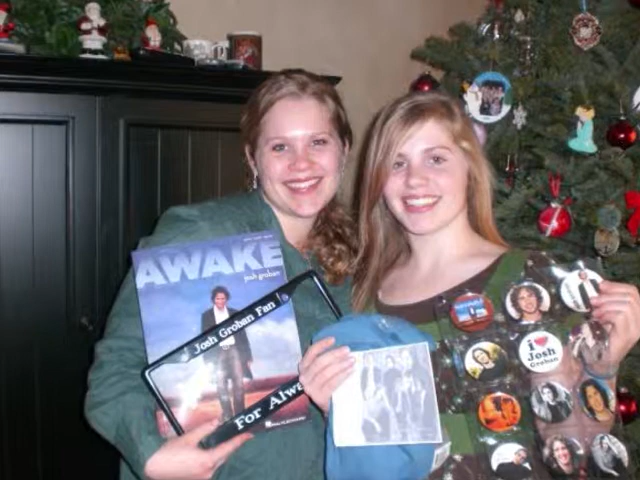 AWAKE
josh groban
Josh Groban Fan
For Alwa
i ♥
Josh
Groban